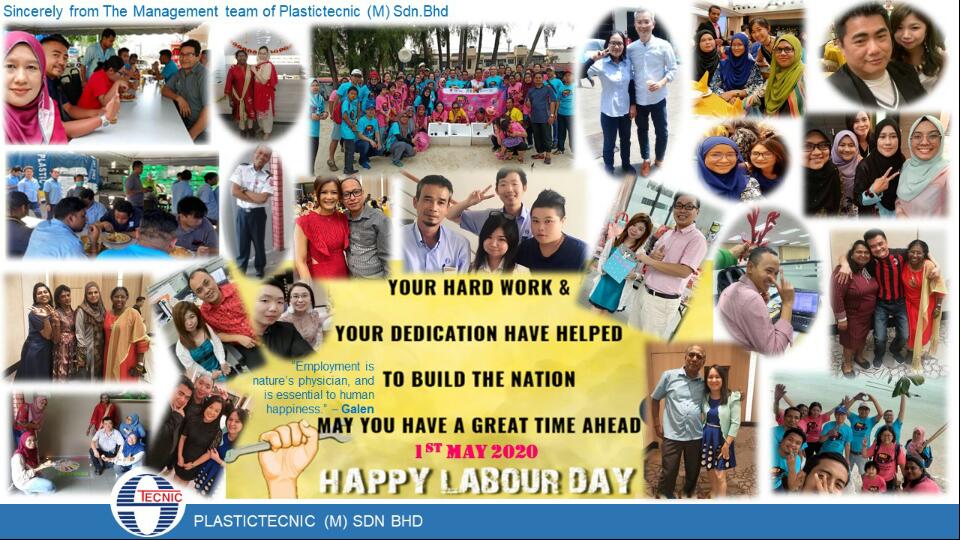 Sincerely from The Management team of Plastictecnic (M) Sdn.Bhd
PLASTIC
YOUR HARD WORK &
YOUR DEDICATION HAVE HELPED
TO BUILD THE NATION
MAY YOU HAVE A GREAT TIME AHEAD
"Employment is
nature's physician, and
is essential to human
happiness." – Galen
1ST MAY 2020
HAPPY LABOUR DAY
TECNIC
PLASTICTECNIC (M) SDN BHD